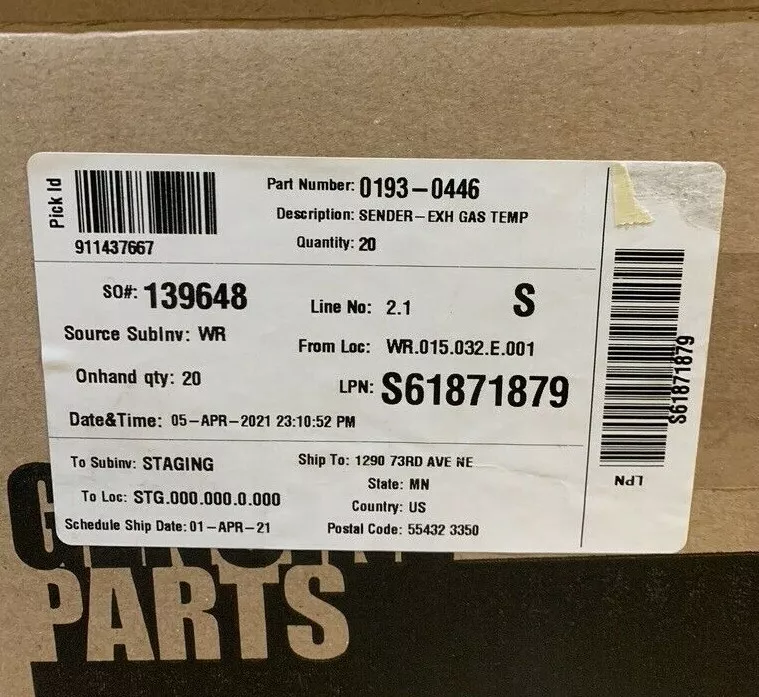 Pick Id
911437667
Part Number: 0193-0446
Description: SENDER-EXH GAS TEMP
Quantity: 20
SO#: 139648
Line No: 2.1
S
Source SubInv: WR
From Loc: WR.015.032.E.001
Onhand qty: 20
LPN: S61871879
Date&Time: 05-APR-2021 23:10:52 PM
To Subinv: STAGING
Ship To: 1290 73RD AVE NE
State: MN
To Loc: STG.000.000.0.000
Country: US
Schedule Ship Date: 01-APR-21
Postal Code: 55432 3350
S61871879
LPN
PARTS